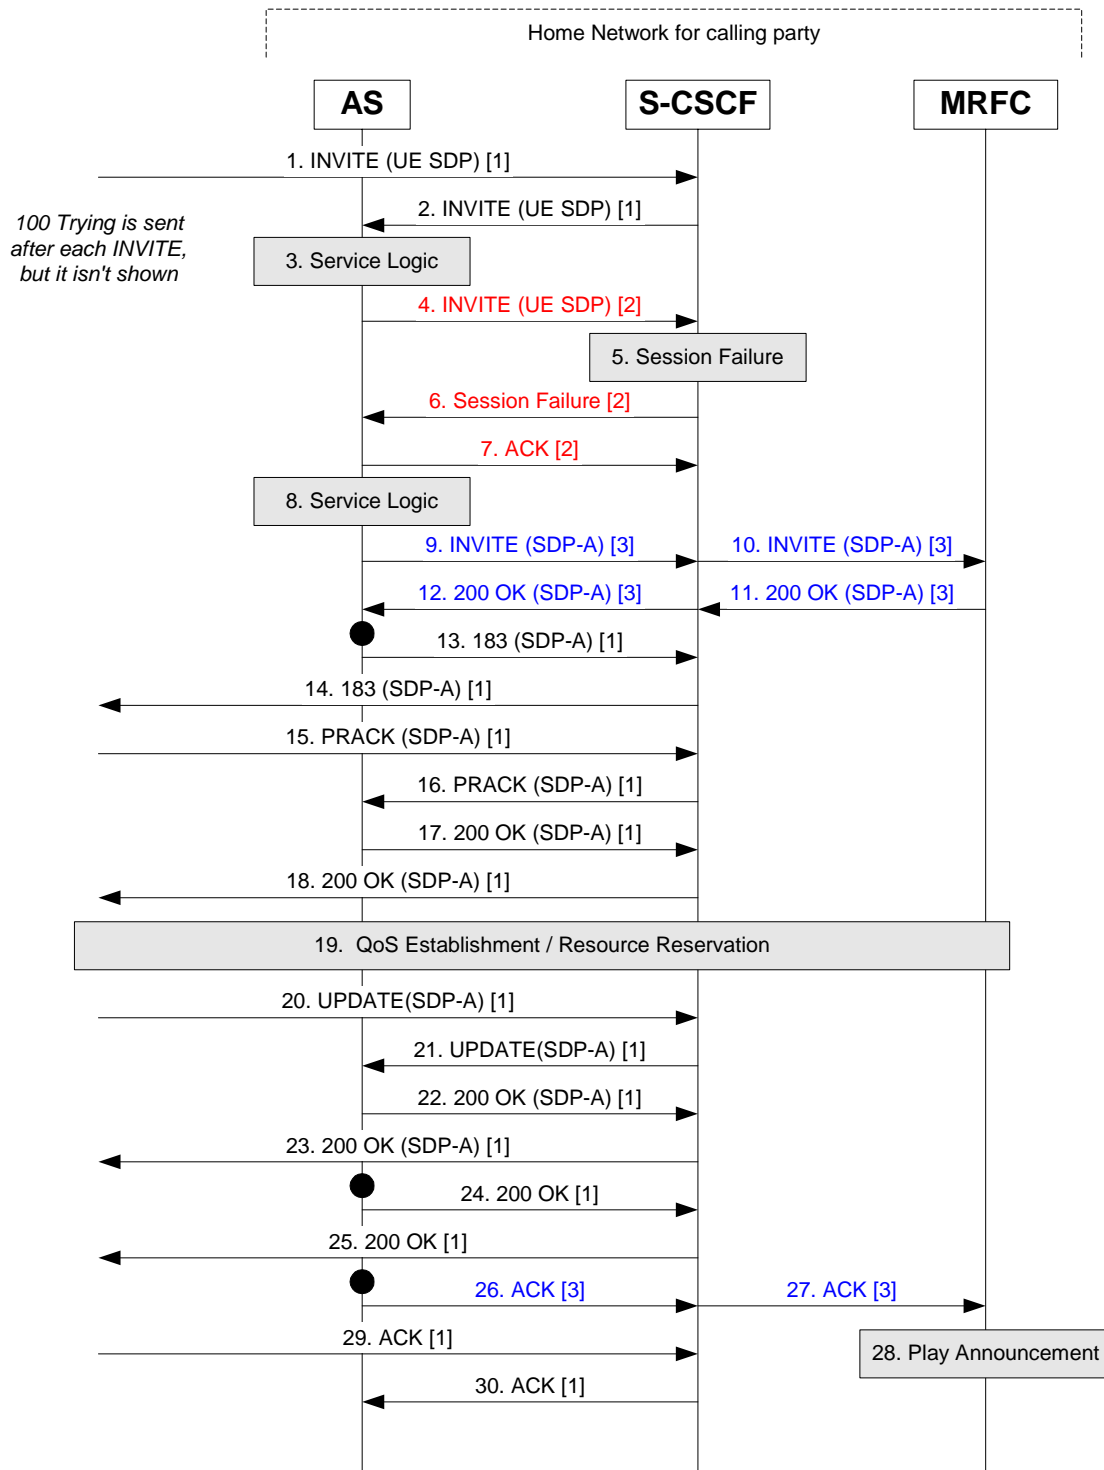 Home Network for calling party
AS
S-CSCF
MRFC
1. INVITE (UE SDP) [1]
2. INVITE (UE SDP) [1]
100 Trying is sent
after each INVITE,
but it isn't shown
3. Service Logic
4. INVITE (UE SDP) [2]
5. Session Failure
6. Session Failure [2]
7. ACK [2]
8. Service Logic
9. INVITE (SDP-A) [3]
10. INVITE (SDP-A) [3]
12. 200 OK (SDP-A) [3]
11. 200 OK (SDP-A) [3]
13. 183 (SDP-A) [1]
14. 183 (SDP-A) [1]
15. PRACK (SDP-A) [1]
16. PRACK (SDP-A) [1]
17. 200 OK (SDP-A) [1]
18. 200 OK (SDP-A) [1]
19. QoS Establishment / Resource Reservation
20. UPDATE(SDP-A) [1]
21. UPDATE(SDP-A) [1]
22. 200 OK (SDP-A) [1]
23. 200 OK (SDP-A) [1]
24. 200 OK [1]
25. 200 OK [1]
26. ACK [3]
27. ACK [3]
29. ACK [1]
28. Play Announcement
30. ACK [1]